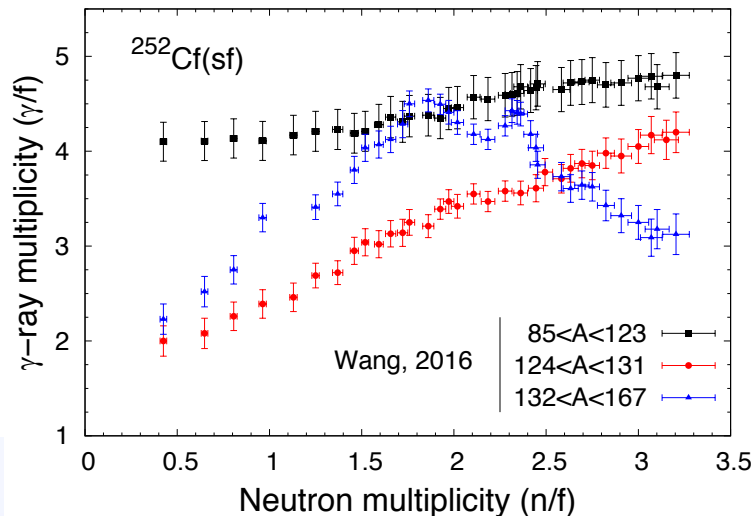 ²⁵²Cf(sf)
γ−ray multiplicity (γ/f)
5
4
3
2
1
Wang, 2016
85<A<123
124<A<131
132<A<167
0 0.5 1 1.5 2 2.5 3 3.5
Neutron multiplicity (n/f)